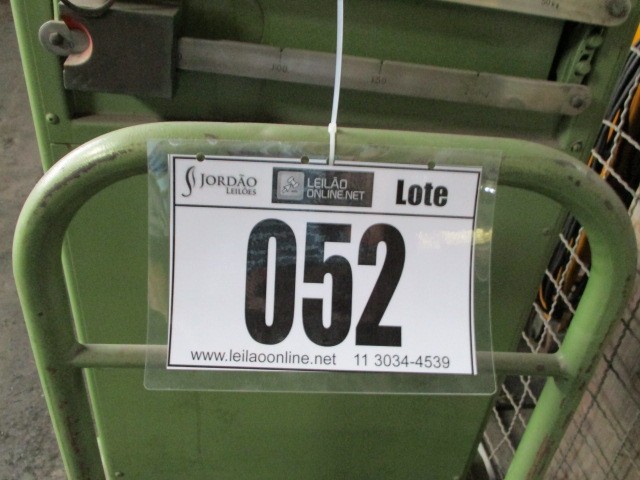 JORDÃO
LEILÕES
LEILÃO
ONLINE.NET
Lote
052
www.leilaoonline.net 11 3034-4539